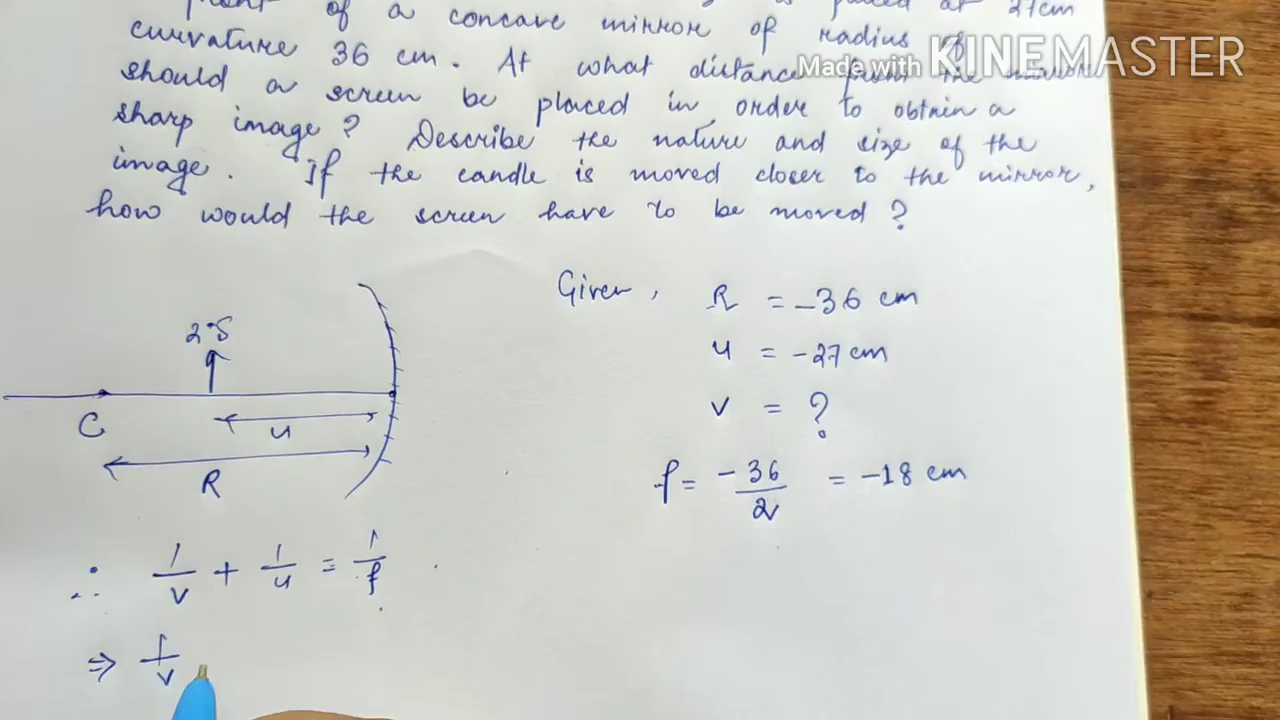 front of a concave mirror of radius of
curvature 36 cm. At what distance from the mirror
should a screen be placed in order to obtain a
sharp image? Describe the nature and size of the
image. If the candle is moved closer to the mirror,
how would the screen have to be moved?
Made with KINEMASTER
Given, R = -36 cm
u = -27 cm
v = ?
f = -36/2 = -18 cm
2.5
C
u
R
∴ 1/v + 1/u = 1/f
⇒ 1/v